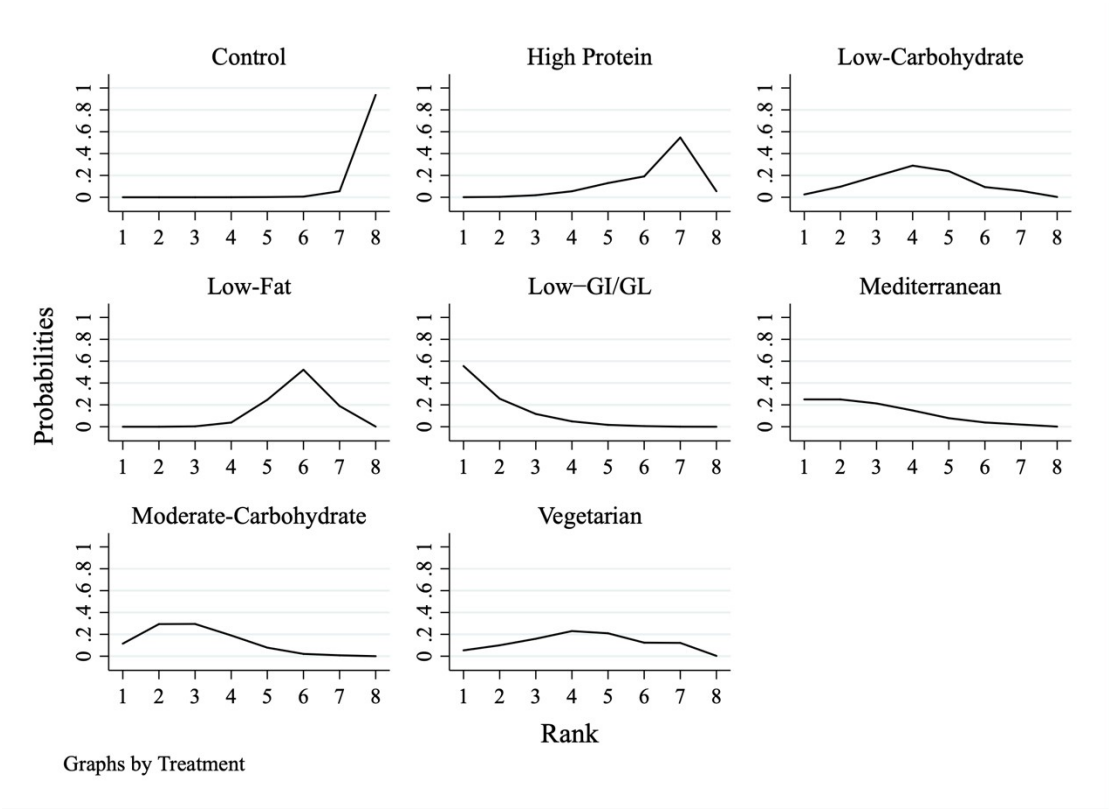 Control
High Protein
Low-Carbohydrate
0 .2 .4 .6 .8 1
0 .2 .4 .6 .8 1
0 .2 .4 .6 .8 1
1 2 3 4 5 6 7 8
1 2 3 4 5 6 7 8
1 2 3 4 5 6 7 8
Low-Fat
Low−GI/GL
Mediterranean
Probabilities
0 .2 .4 .6 .8 1
0 .2 .4 .6 .8 1
0 .2 .4 .6 .8 1
1 2 3 4 5 6 7 8
1 2 3 4 5 6 7 8
1 2 3 4 5 6 7 8
Moderate-Carbohydrate
Vegetarian
0 .2 .4 .6 .8 1
0 .2 .4 .6 .8 1
1 2 3 4 5 6 7 8
1 2 3 4 5 6 7 8
Rank
Graphs by Treatment